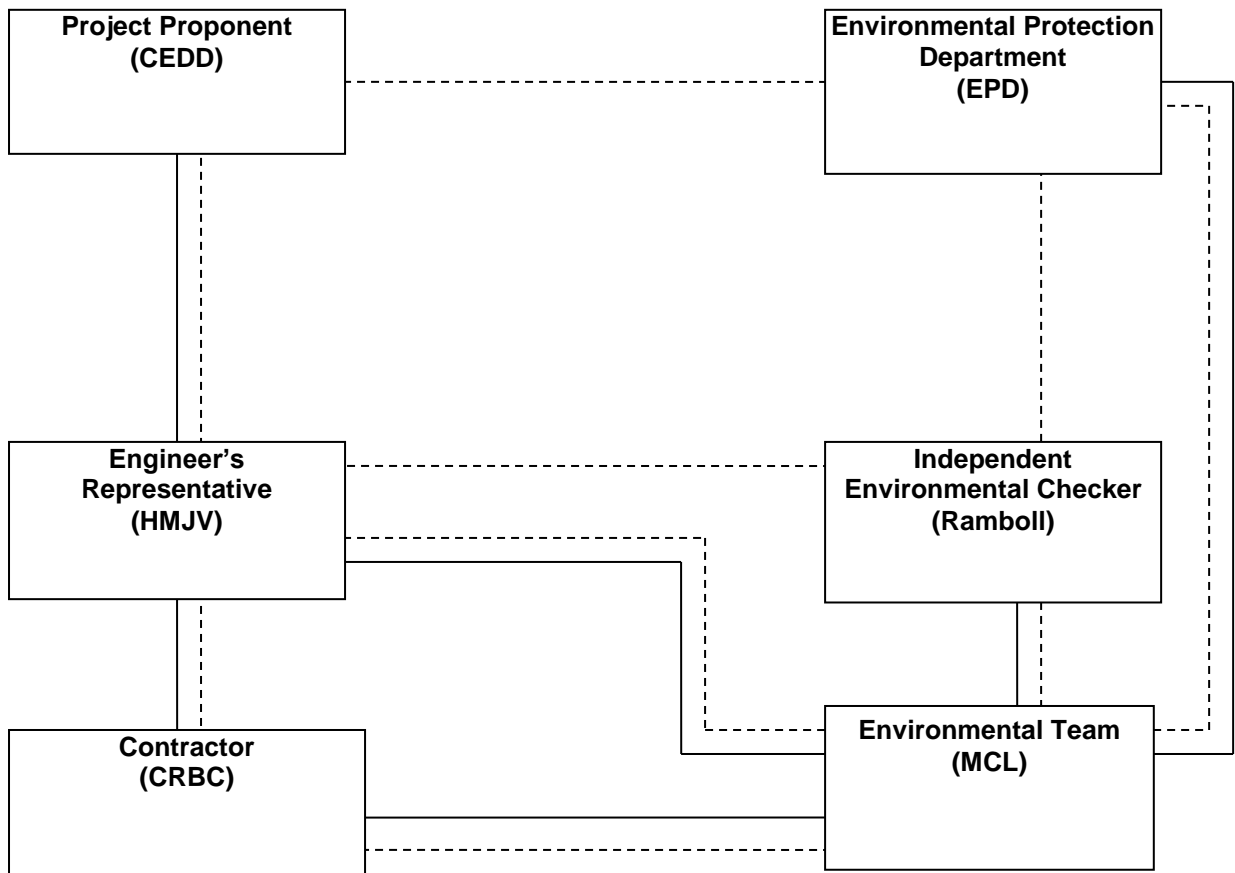 Project Proponent
(CEDD)
Environmental Protection
Department
(EPD)
Engineer’s
Representative
(HMJV)
Independent
Environmental Checker
(Ramboll)
Contractor
(CRBC)
Environmental Team
(MCL)